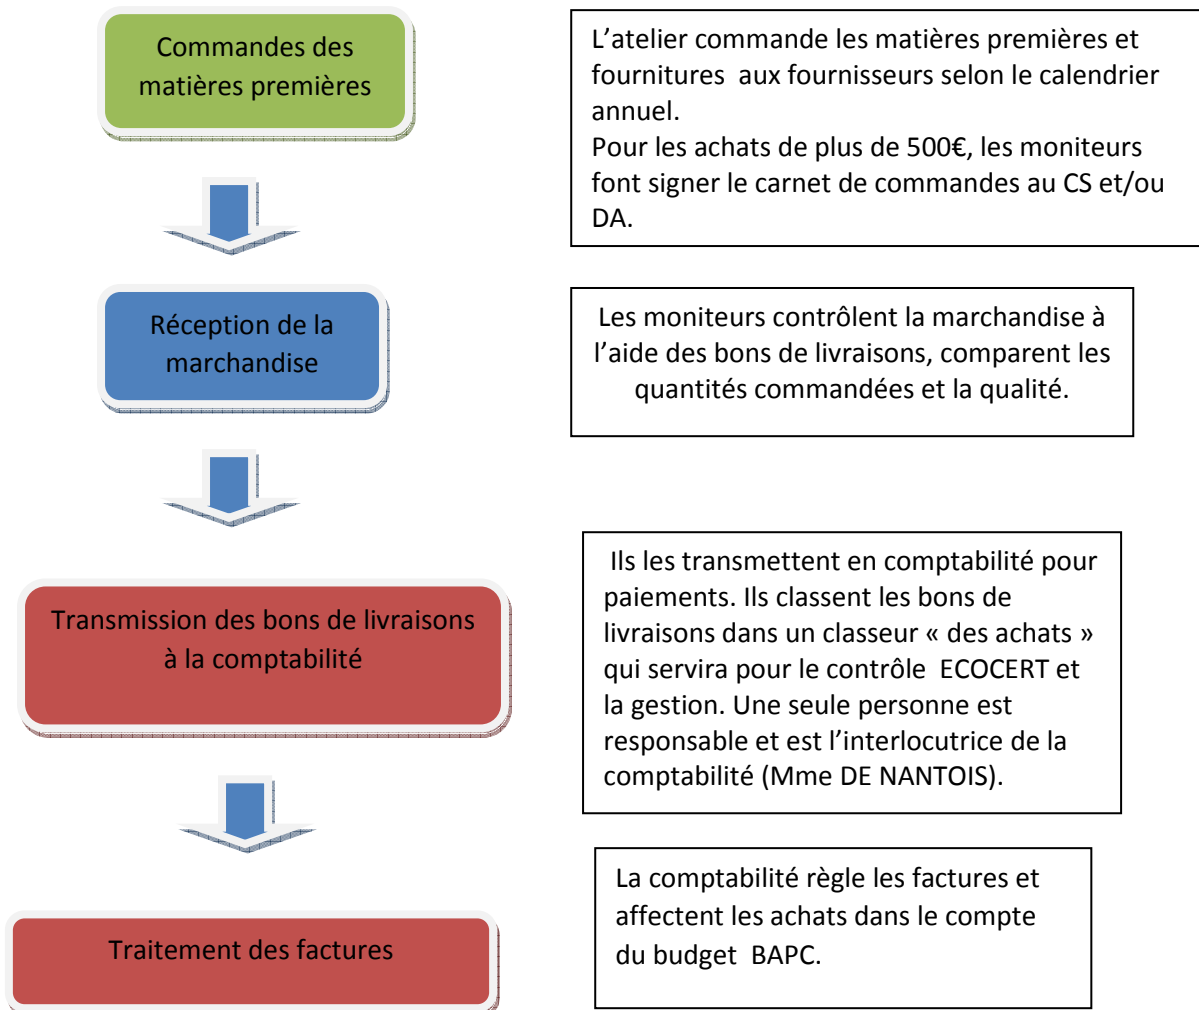 Commandes des
matières premières
L’atelier commande les matières premières et
fournitures  aux fournisseurs selon le calendrier
annuel.
Pour les achats de plus de 500€, les moniteurs
font signer le carnet de commandes au CS et/ou
DA.
Réception de la
marchandise
Les moniteurs contrôlent la marchandise à
l’aide des bons de livraisons, comparent les
quantités commandées et la qualité.
Transmission des bons de livraisons
à la comptabilité
Ils les transmettent en comptabilité pour
paiements. Ils classent les bons de
livraisons dans un classeur « des achats »
qui servira pour le contrôle  ECOCERT et
la gestion. Une seule personne est
responsable et est l’interlocutrice de la
comptabilité (Mme DE NANTOIS).
Traitement des factures
La comptabilité règle les factures et
affectent les achats dans le compte
du budget  BAPC.